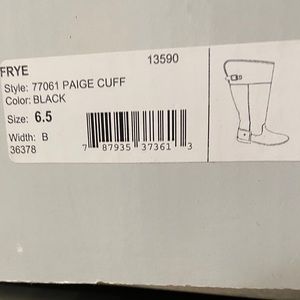 FRYE 13590
Style: 77061 PAIGE CUFF
Color: BLACK
Size: 6.5
Width: B
36378
7 87935 37361 3